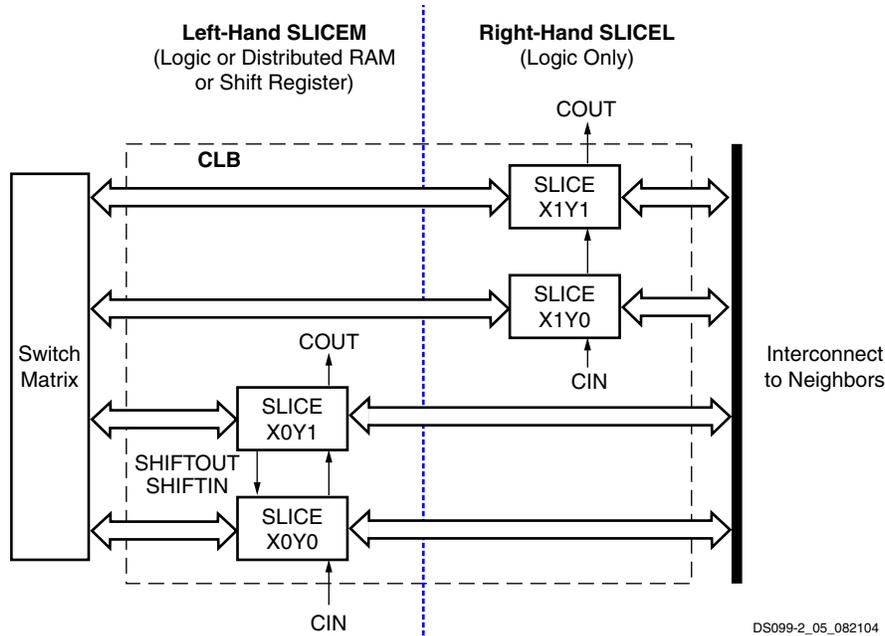 Left-Hand SLICEM
(Logic or Distributed RAM
or Shift Register)
Right-Hand SLICEL
(Logic Only)
COUT
CLB
SLICE
X1Y1
SLICE
X1Y0
Switch
Matrix
COUT
CIN
Interconnect
to Neighbors
SLICE
X0Y1
SHIFTOUT
SHIFTIN
SLICE
X0Y0
CIN
DS099-2_05_082104